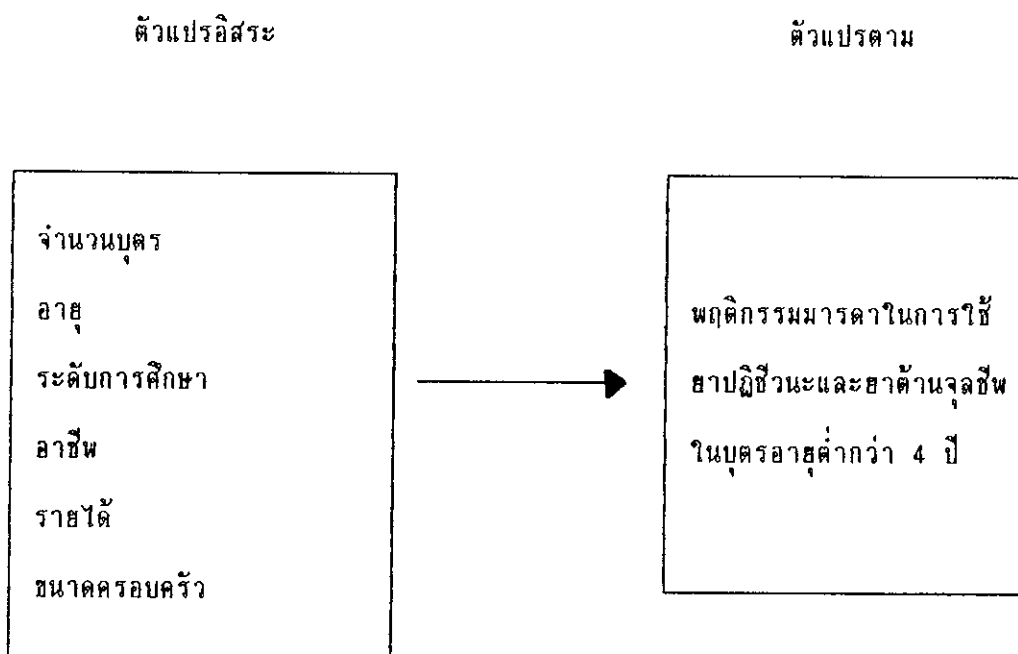 ตัวแปรอิสระ
ตัวแปรตาม
จำนวนบุตร
อายุ
ระดับการศึกษา
อาชีพ
รายได้
ขนาดครอบครัว
พฤติกรรมมารดาในการใช้
ยาปฏิชีวนะและยาต้านจุลชีพ
ในบุตรอายุต่ำกว่า 4 ปี